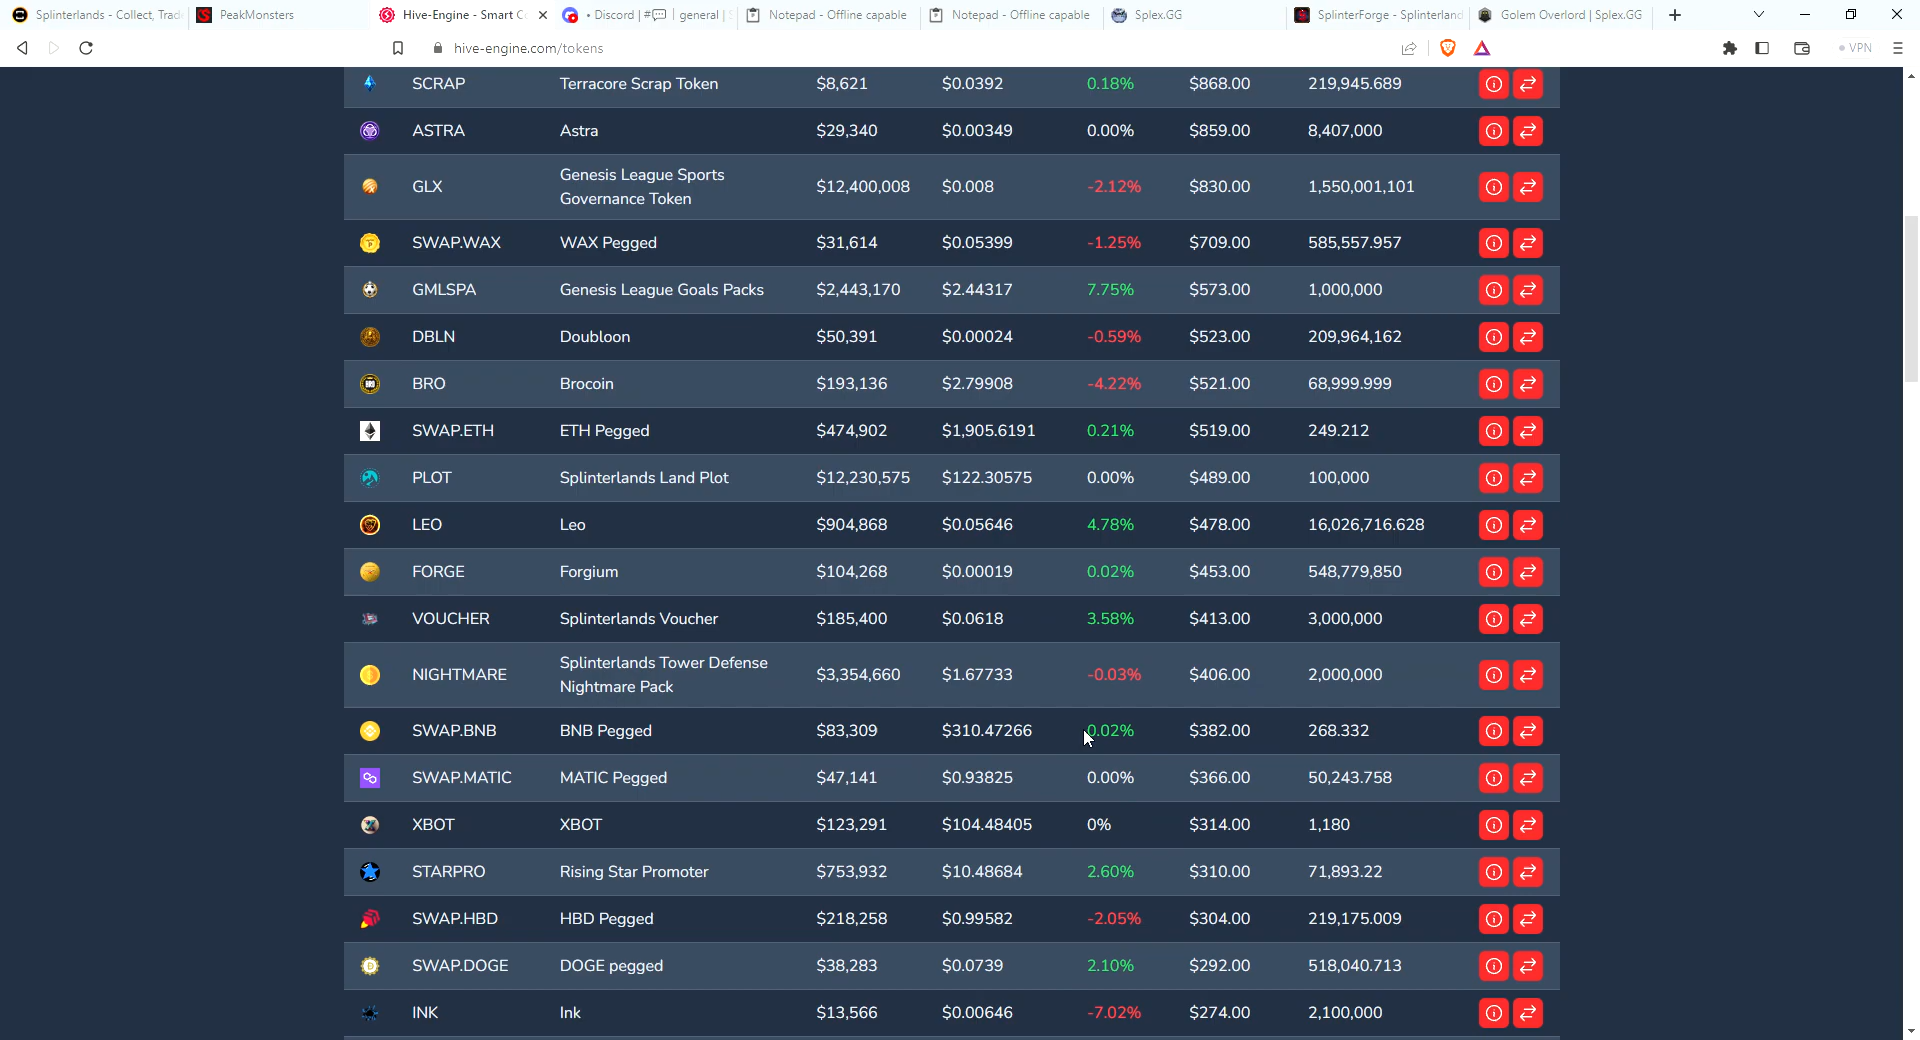 Splinterlands - Collect, Trad PeakMonsters Hive-Engine - Smart C • Discord | # | general | Notepad - Offline capable Notepad - Offline capable Splex.GG SplinterForge - Splinterland Golem Overlord | Splex.GG
hive-engine.com/tokens VPN
SCRAP Terracore Scrap Token $8,621 $0.0392 0.18% $868.00 219,945.689
ASTRA Astra $29,340 $0.00349 0.00% $859.00 8,407,000
GLX Genesis League Sports Governance Token $12,400,008 $0.008 -2.12% $830.00 1,550,001,101
SWAP.WAX WAX Pegged $31,614 $0.05399 -1.25% $709.00 585,557.957
GMLSPA Genesis League Goals Packs $2,443,170 $2.44317 7.75% $573.00 1,000,000
DBLN Doubloon $50,391 $0.00024 -0.59% $523.00 209,964,162
BRO Brocoin $193,136 $2.79908 -4.22% $521.00 68,999.999
SWAP.ETH ETH Pegged $474,902 $1,905.6191 0.21% $519.00 249.212
PLOT Splinterlands Land Plot $12,230,575 $122.30575 0.00% $489.00 100,000
LEO Leo $904,868 $0.05646 4.78% $478.00 16,026,716.628
FORGE Forgium $104,268 $0.00019 0.02% $453.00 548,779,850
VOUCHER Splinterlands Voucher $185,400 $0.0618 3.58% $413.00 3,000,000
NIGHTMARE Splinterlands Tower Defense Nightmare Pack $3,354,660 $1.67733 -0.03% $406.00 2,000,000
SWAP.BNB BNB Pegged $83,309 $310.47266 0.02% $382.00 268.332
SWAP.MATIC MATIC Pegged $47,141 $0.93825 0.00% $366.00 50,243.758
XBOT XBOT $123,291 $104.48405 0% $314.00 1,180
STARPRO Rising Star Promoter $753,932 $10.48684 2.60% $310.00 71,893.22
SWAP.HBD HBD Pegged $218,258 $0.99582 -2.05% $304.00 219,175.009
SWAP.DOGE DOGE pegged $38,283 $0.0739 2.10% $292.00 518,040.713
INK Ink $13,566 $0.00646 -7.02% $274.00 2,100,000